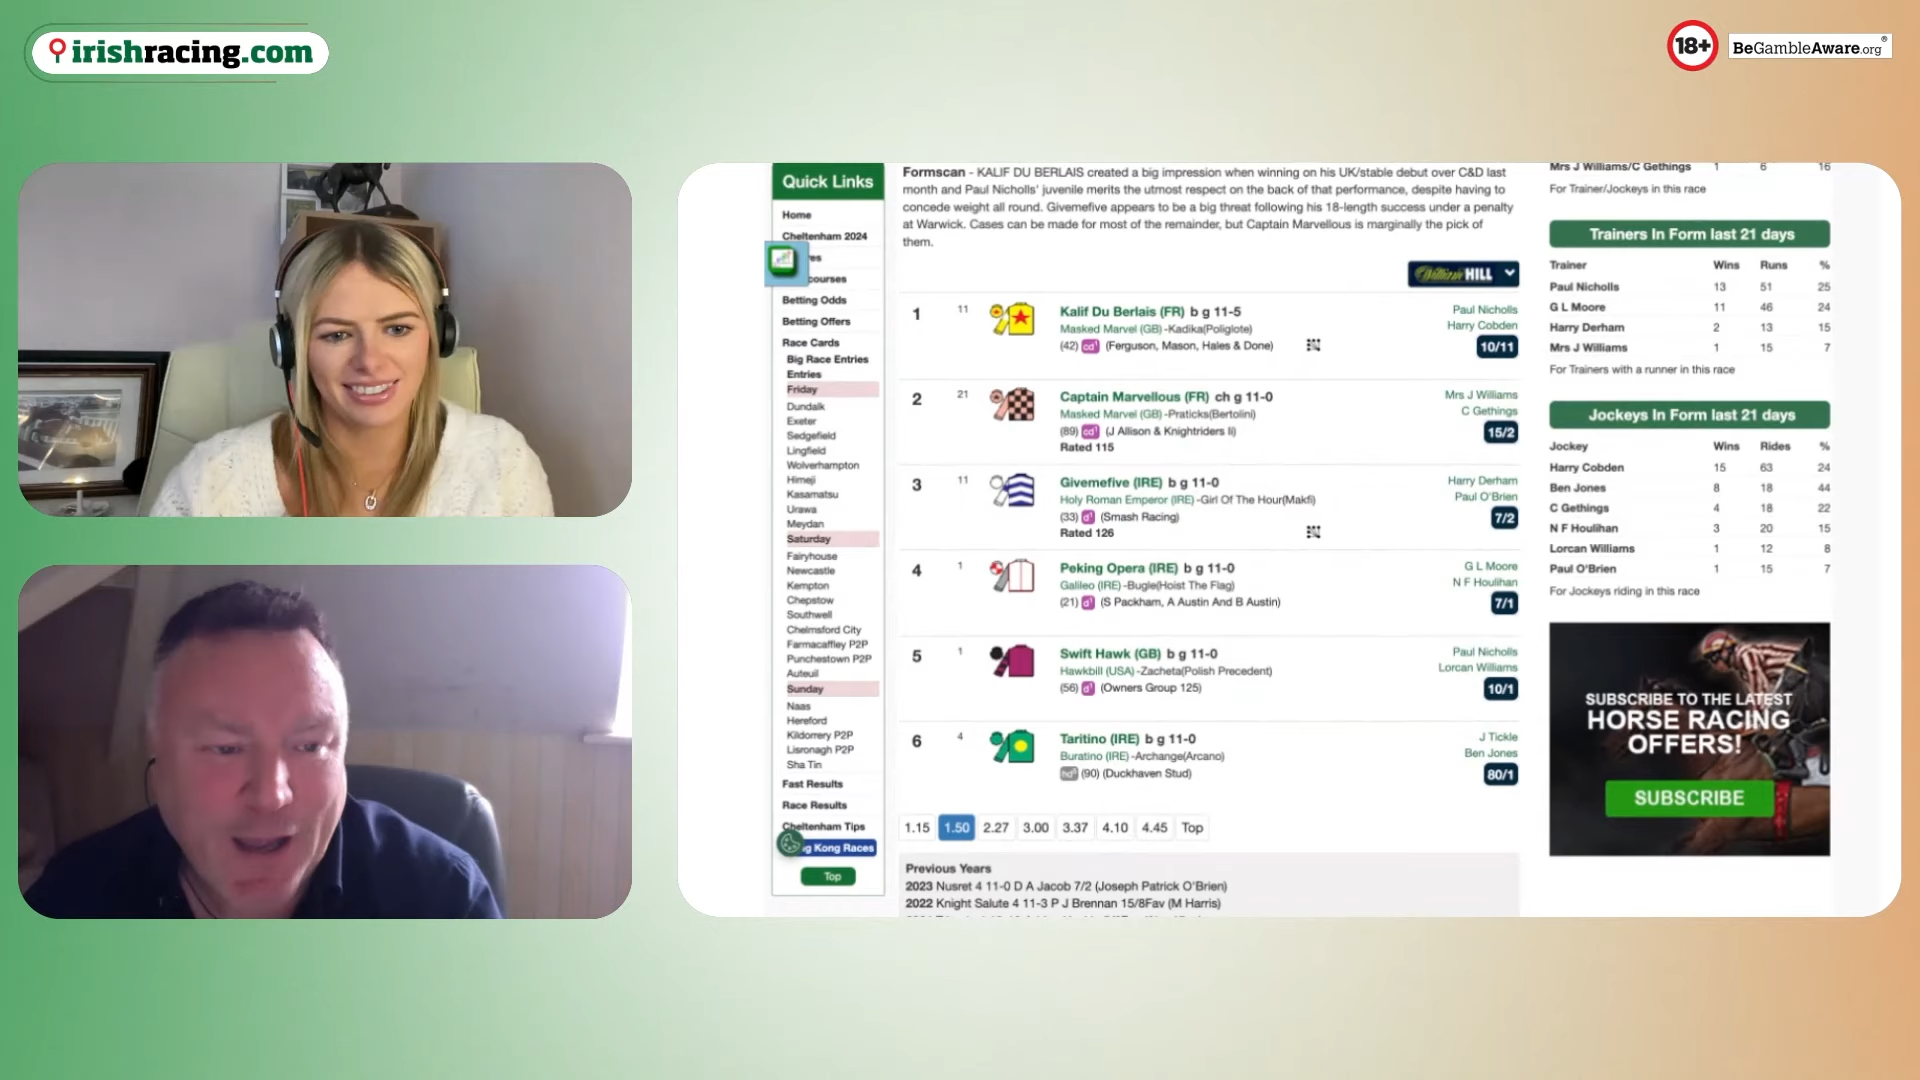 irishracing.com
18+
BeGambleAware.org®
Quick Links
Home
Cheltenham 2024
Betting Odds
Betting Offers
Race Cards
Big Race Entries
Entries
Friday
Dundalk
Exeter
Sedgefield
Lingfield
Wolverhampton
Himeji
Kasamatsu
Urawa
Meydan
Saturday
Fairyhouse
Newcastle
Kempton
Chepstow
Southwell
Chelmsford City
Farmacaffley P2P
Punchestown P2P
Auteuil
Sunday
Naas
Hereford
Kildorrery P2P
Lisronagh P2P
Sha Tin
Fast Results
Race Results
Cheltenham Tips
g Kong Races
Top
Formscan - KALIF DU BERLAIS created a big impression when winning on his UK/stable debut over C&D last
month and Paul Nicholls' juvenile merits the utmost respect on the back of that performance, despite having to
concede weight all round. Givemefive appears to be a big threat following his 18-length success under a penalty
at Warwick. Cases can be made for most of the remainder, but Captain Marvellous is marginally the pick of
them.
William HILL
1 11 Kalif Du Berlais (FR) b g 11-5 Paul Nicholls
Masked Marvel (GB) -Kadika(Poliglote) Harry Cobden
(42) cd¹ (Ferguson, Mason, Hales & Done) 10/11
2 21 Captain Marvellous (FR) ch g 11-0 Mrs J Williams
Masked Marvel (GB) -Praticks(Bertolini) C Gethings
(89) cd¹ (J Allison & Knightriders Ii) 15/2
Rated 115
3 11 Givemefive (IRE) b g 11-0 Harry Derham
Holy Roman Emperor (IRE) -Girl Of The Hour(Makfi) Paul O'Brien
(33) d¹ (Smash Racing) 7/2
Rated 126
4 1 Peking Opera (IRE) b g 11-0 G L Moore
Galileo (IRE) -Bugle(Hoist The Flag) N F Houlihan
(21) d¹ (S Packham, A Austin And B Austin) 7/1
5 1 Swift Hawk (GB) b g 11-0 Paul Nicholls
Hawkbill (USA) -Zacheta(Polish Precedent) Lorcan Williams
(56) d¹ (Owners Group 125) 10/1
6 4 Taritino (IRE) b g 11-0 J Tickle
Buratino (IRE) -Archange(Arcano) Ben Jones
(90) (Duckhaven Stud) 80/1
1.15 1.50 2.27 3.00 3.37 4.10 4.45 Top
Previous Years
2023 Nusret 4 11-0 D A Jacob 7/2 (Joseph Patrick O'Brien)
2022 Knight Salute 4 11-3 P J Brennan 15/8Fav (M Harris)
Mrs J Williams/C Gethings 1 6 16
For Trainer/Jockeys in this race
Trainers In Form last 21 days
Trainer Wins Runs %
Paul Nicholls 13 51 25
G L Moore 11 46 24
Harry Derham 2 13 15
Mrs J Williams 1 15 7
For Trainers with a runner in this race
Jockeys In Form last 21 days
Jockey Wins Rides %
Harry Cobden 15 63 24
Ben Jones 8 18 44
C Gethings 4 18 22
N F Houlihan 3 20 15
Lorcan Williams 1 12 8
Paul O'Brien 1 15 7
For Jockeys riding in this race
SUBSCRIBE TO THE LATEST
HORSE RACING
OFFERS!
SUBSCRIBE